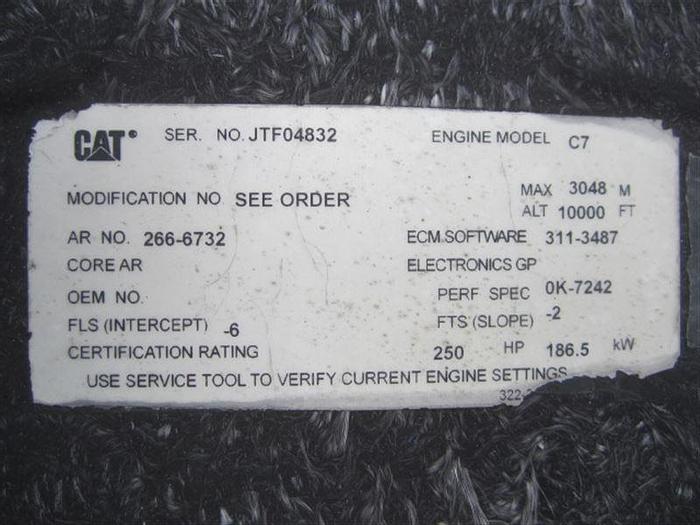 CAT SER. NO. JTF04832 ENGINE MODEL C7
MODIFICATION NO SEE ORDER MAX 3048 M
ALT 10000 FT
AR NO. 266-6732 ECM SOFTWARE 311-3487
CORE AR ELECTRONICS GP
OEM NO. PERF SPEC 0K-7242
FLS (INTERCEPT) -6 FTS (SLOPE) -2
CERTIFICATION RATING 250 HP 186.5 kW
USE SERVICE TOOL TO VERIFY CURRENT ENGINE SETTINGS